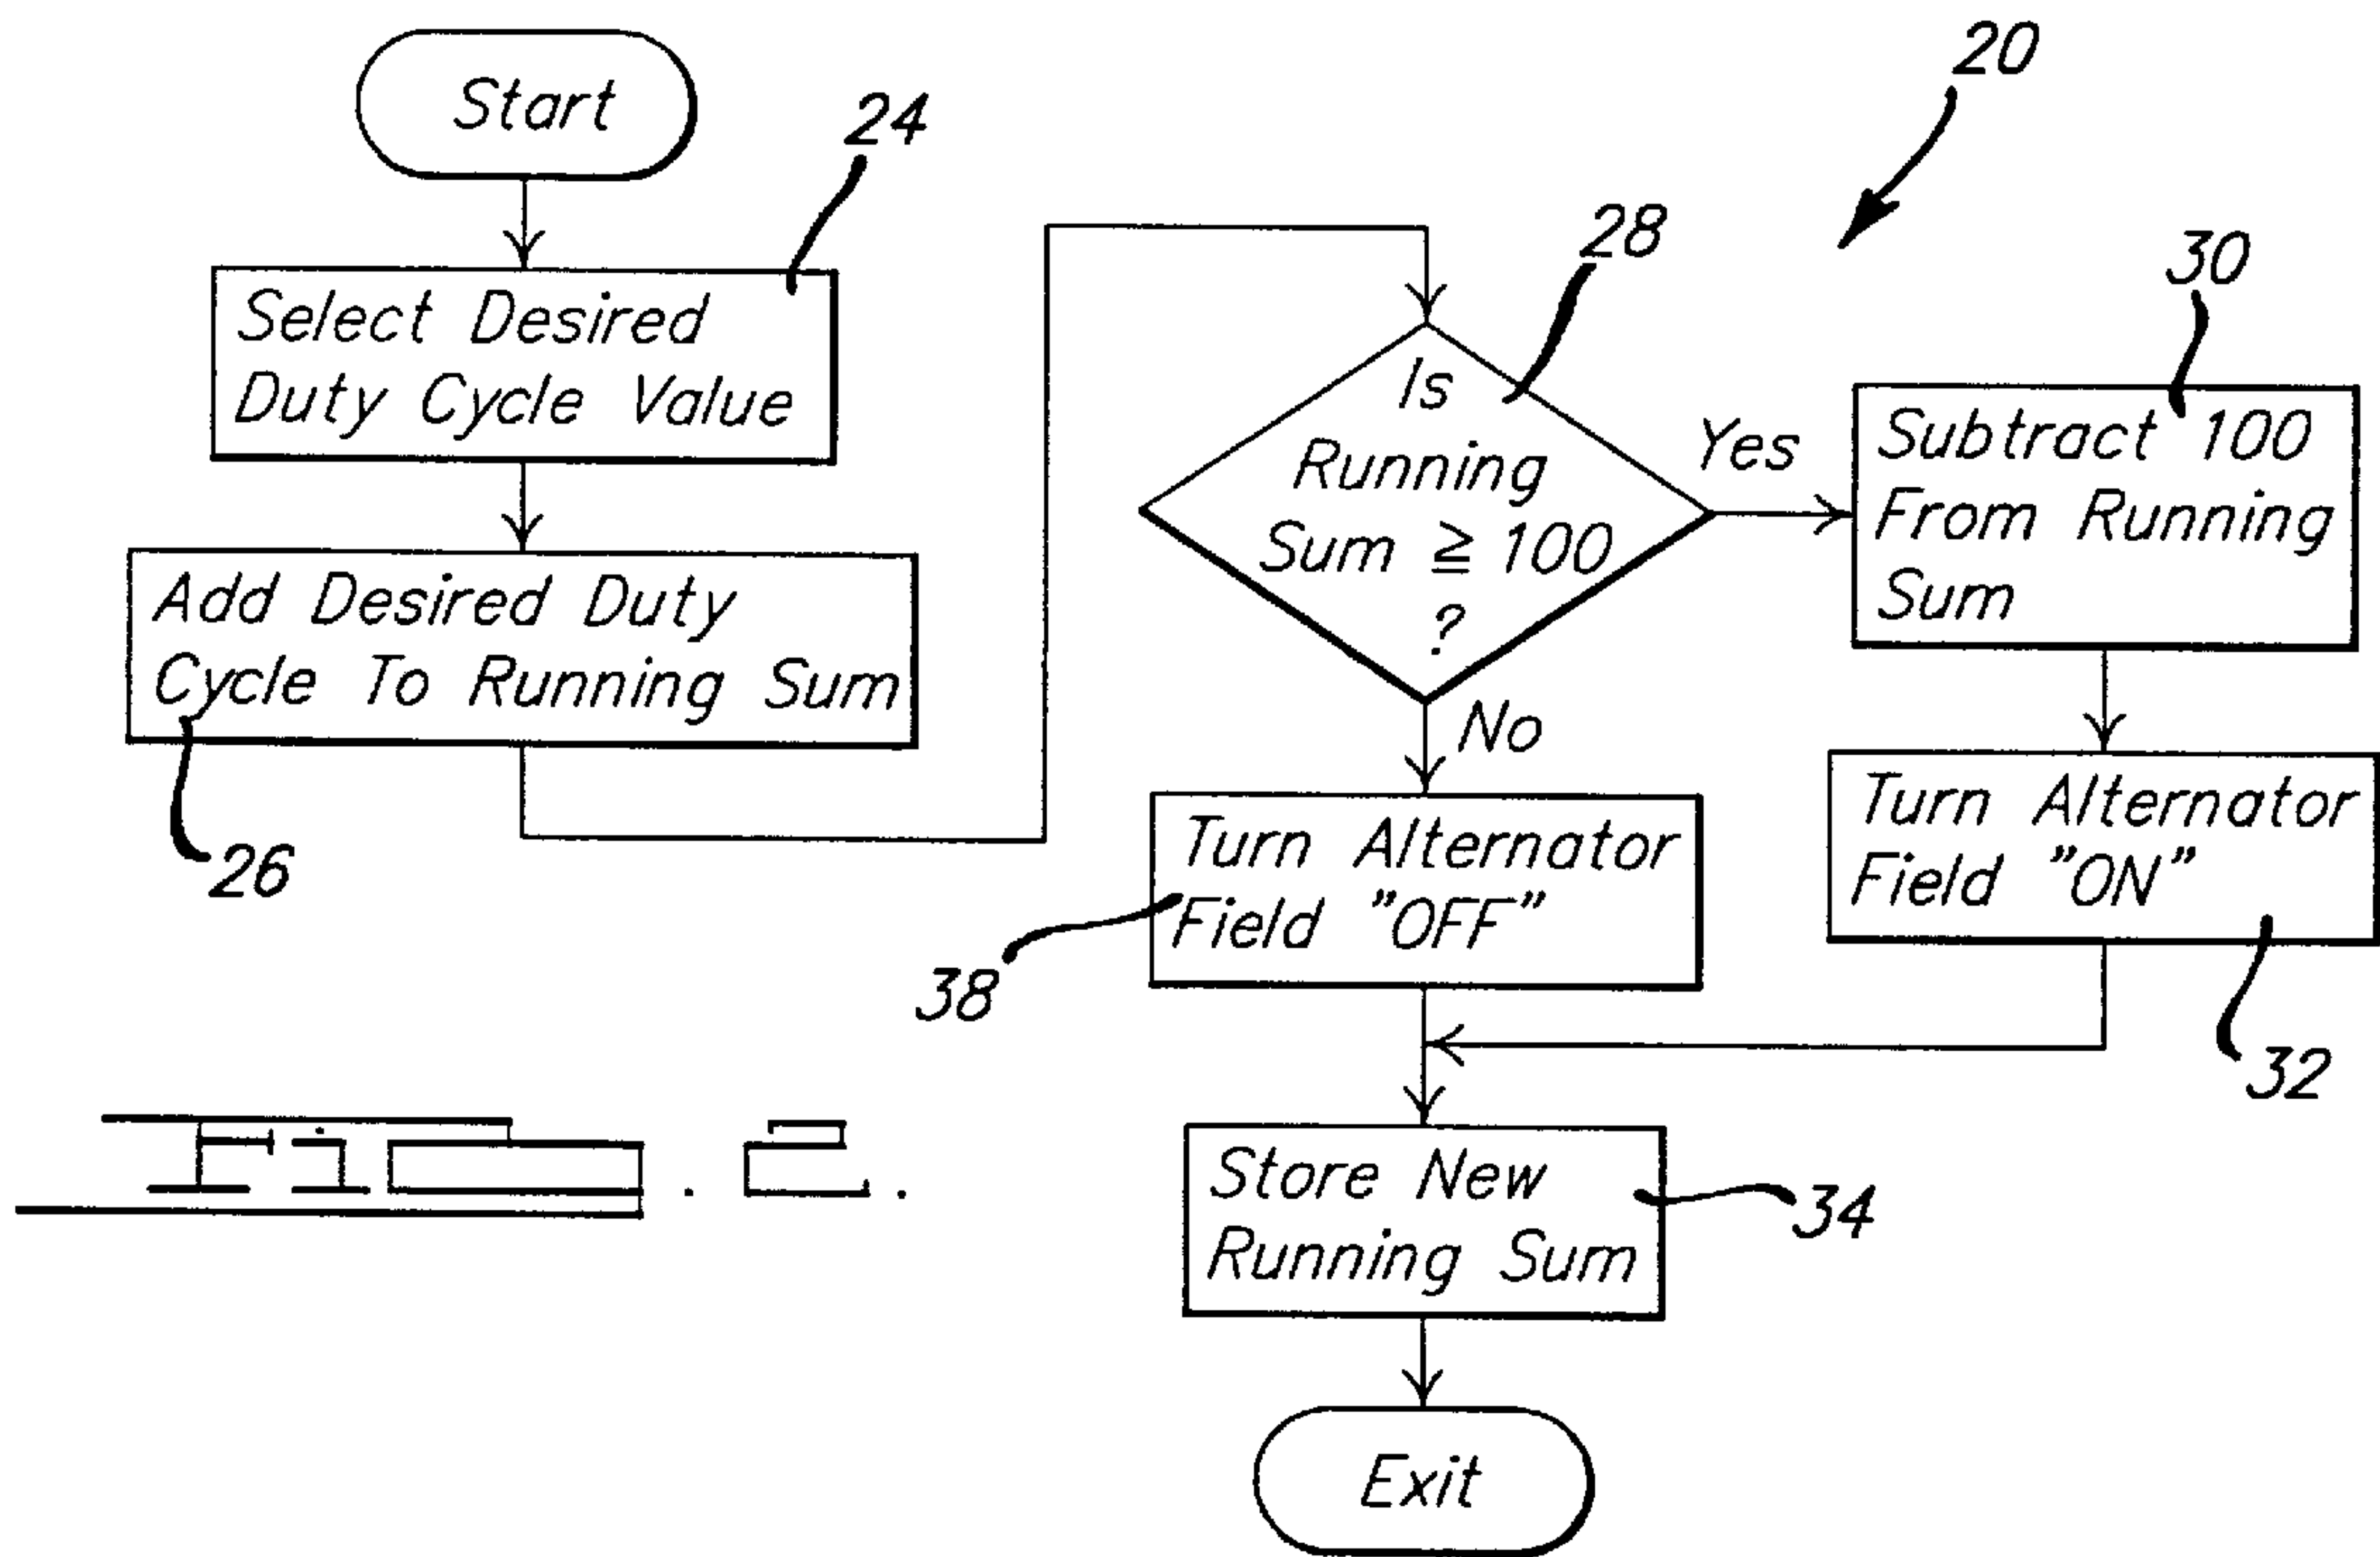 Start
24
Select Desired
Duty Cycle Value
Add Desired Duty
Cycle To Running Sum
26
20
28
Is
Running
Sum ≧ 100
?
Yes
No
30
Subtract 100
From Running
Sum
Turn Alternator
Field "ON"
32
Turn Alternator
Field "OFF"
38
Store New
Running Sum
34
Exit
Fig. 2.